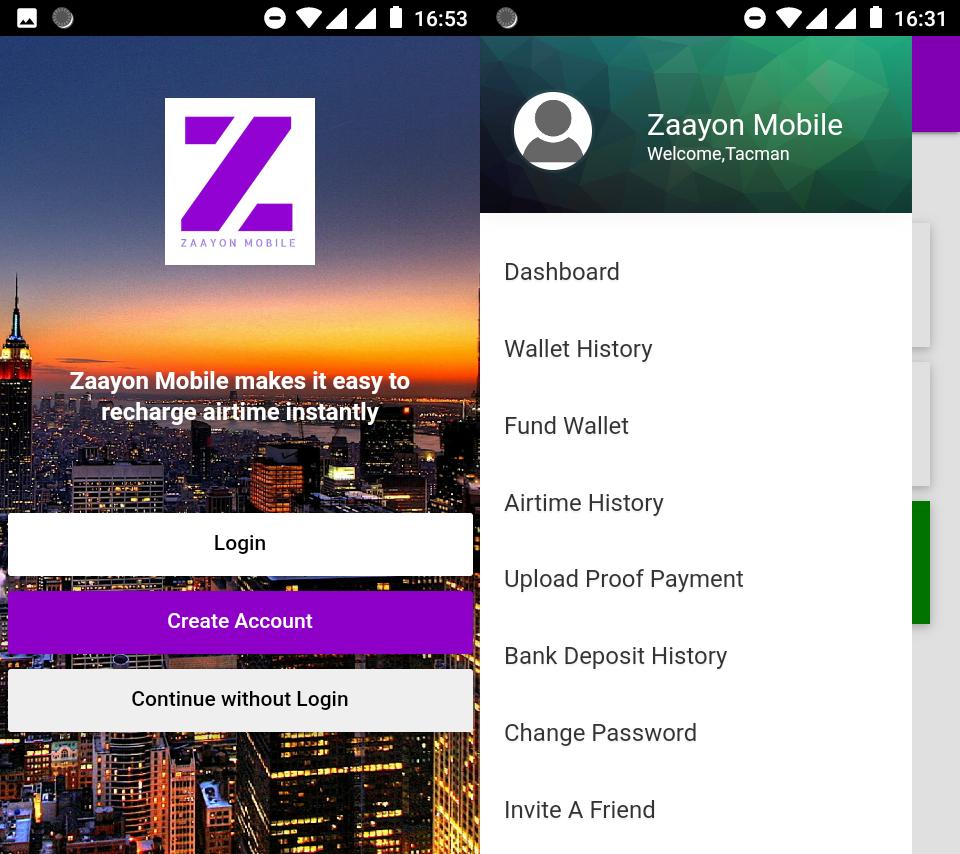 16:53
ZAAYON MOBILE
Zaayon Mobile makes it easy to
recharge airtime instantly
Login
Create Account
Continue without Login
16:31
Zaayon Mobile
Welcome,Tacman
Dashboard
Wallet History
Fund Wallet
Airtime History
Upload Proof Payment
Bank Deposit History
Change Password
Invite A Friend